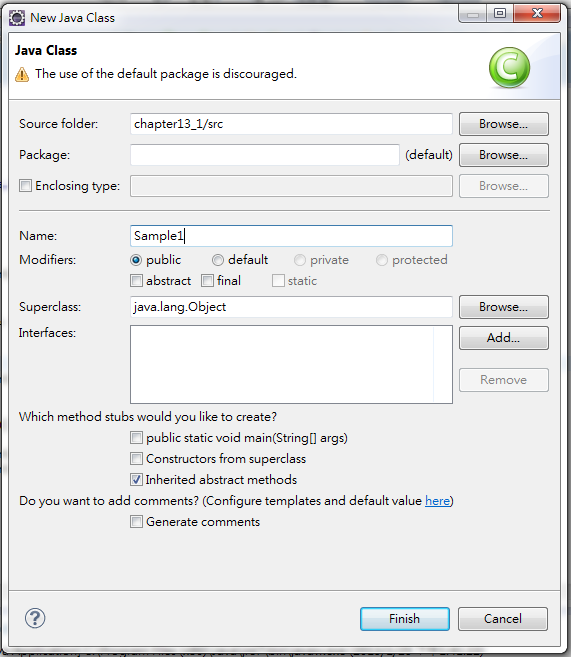 New Java Class
Java Class
The use of the default package is discouraged.
Source folder: chapter13_1/src Browse...
Package: (default) Browse...
Enclosing type: Browse...
Name: Sample1
Modifiers: public default private protected
abstract final static
Superclass: java.lang.Object Browse...
Interfaces: Add...
Remove
Which method stubs would you like to create?
public static void main(String[] args)
Constructors from superclass
Inherited abstract methods
Do you want to add comments? (Configure templates and default value here)
Generate comments
Finish Cancel